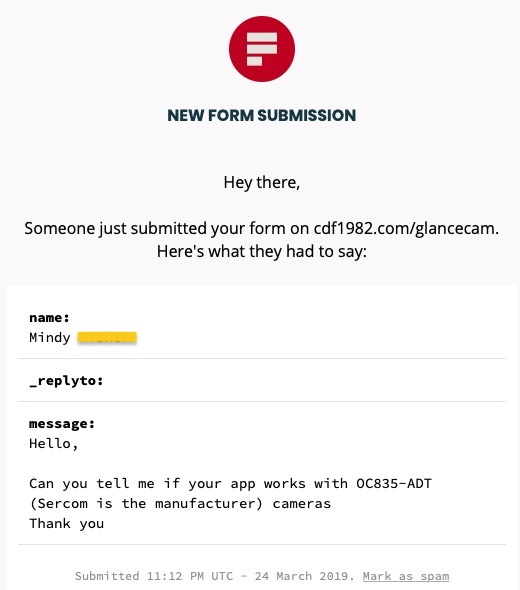 NEW FORM SUBMISSION
Hey there,
Someone just submitted your form on cdf1982.com/glancecam.
Here's what they had to say:
name:
Mindy
_replyto:
message:
Hello,
Can you tell me if your app works with OC835-ADT
(Sercom is the manufacturer) cameras
Thank you
Submitted 11:12 PM UTC - 24 March 2019. Mark as spam